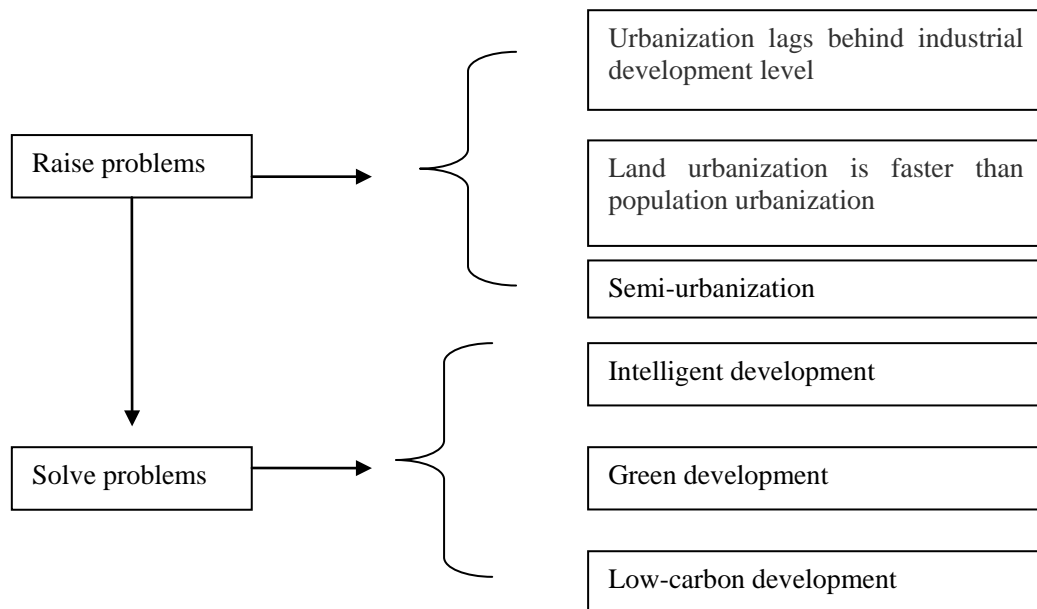 Urbanization lags behind industrial
development level
Raise problems
Land urbanization is faster than
population urbanization
Semi-urbanization
Intelligent development
Solve problems
Green development
Low-carbon development